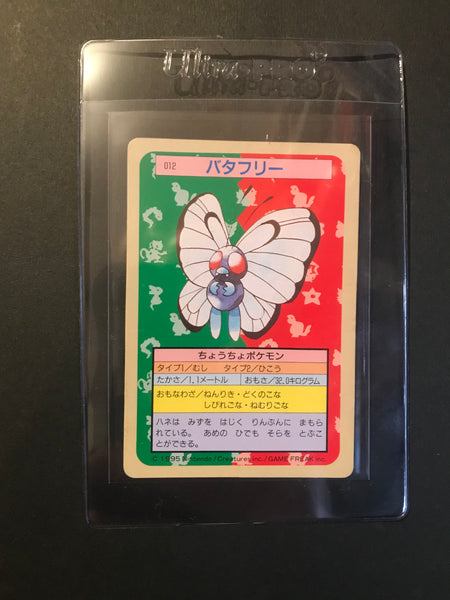 Ultra•PRO®
012
バタフリー
ちょうちょポケモン
タイプ1/むし タイプ2/ひこう
たかさ/1.1メートル おもさ/32.0キログラム
おもなわざ/ねんりき・どくのこな
しびれごな・ねむりごな
ハネは みずを はじく りんぷんに まもら
れている。 あめの ひでも そらを とぶこ
とができる。
© 1995 Nintendo/Creatures inc./GAME FREAK inc.